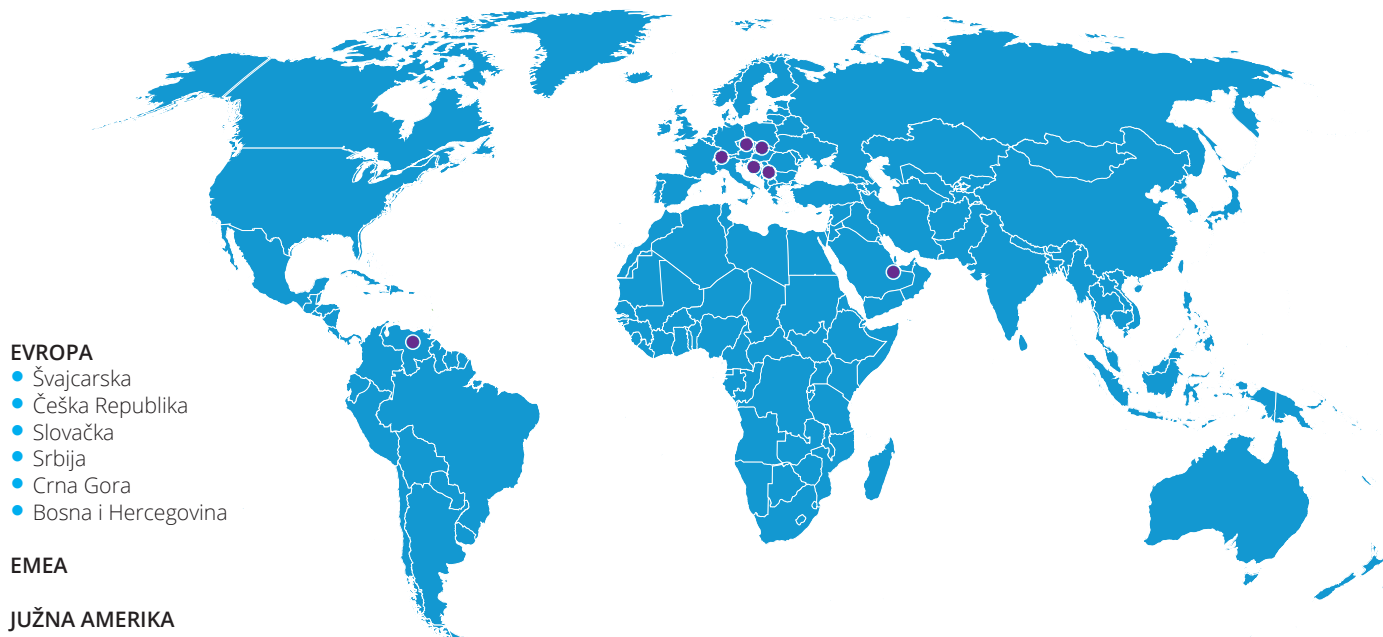 EVROPA
Švajcarska
Češka Republika
Slovačka
Srbija
Crna Gora
Bosna i Hercegovina
EMEA
JUŽNA AMERIKA